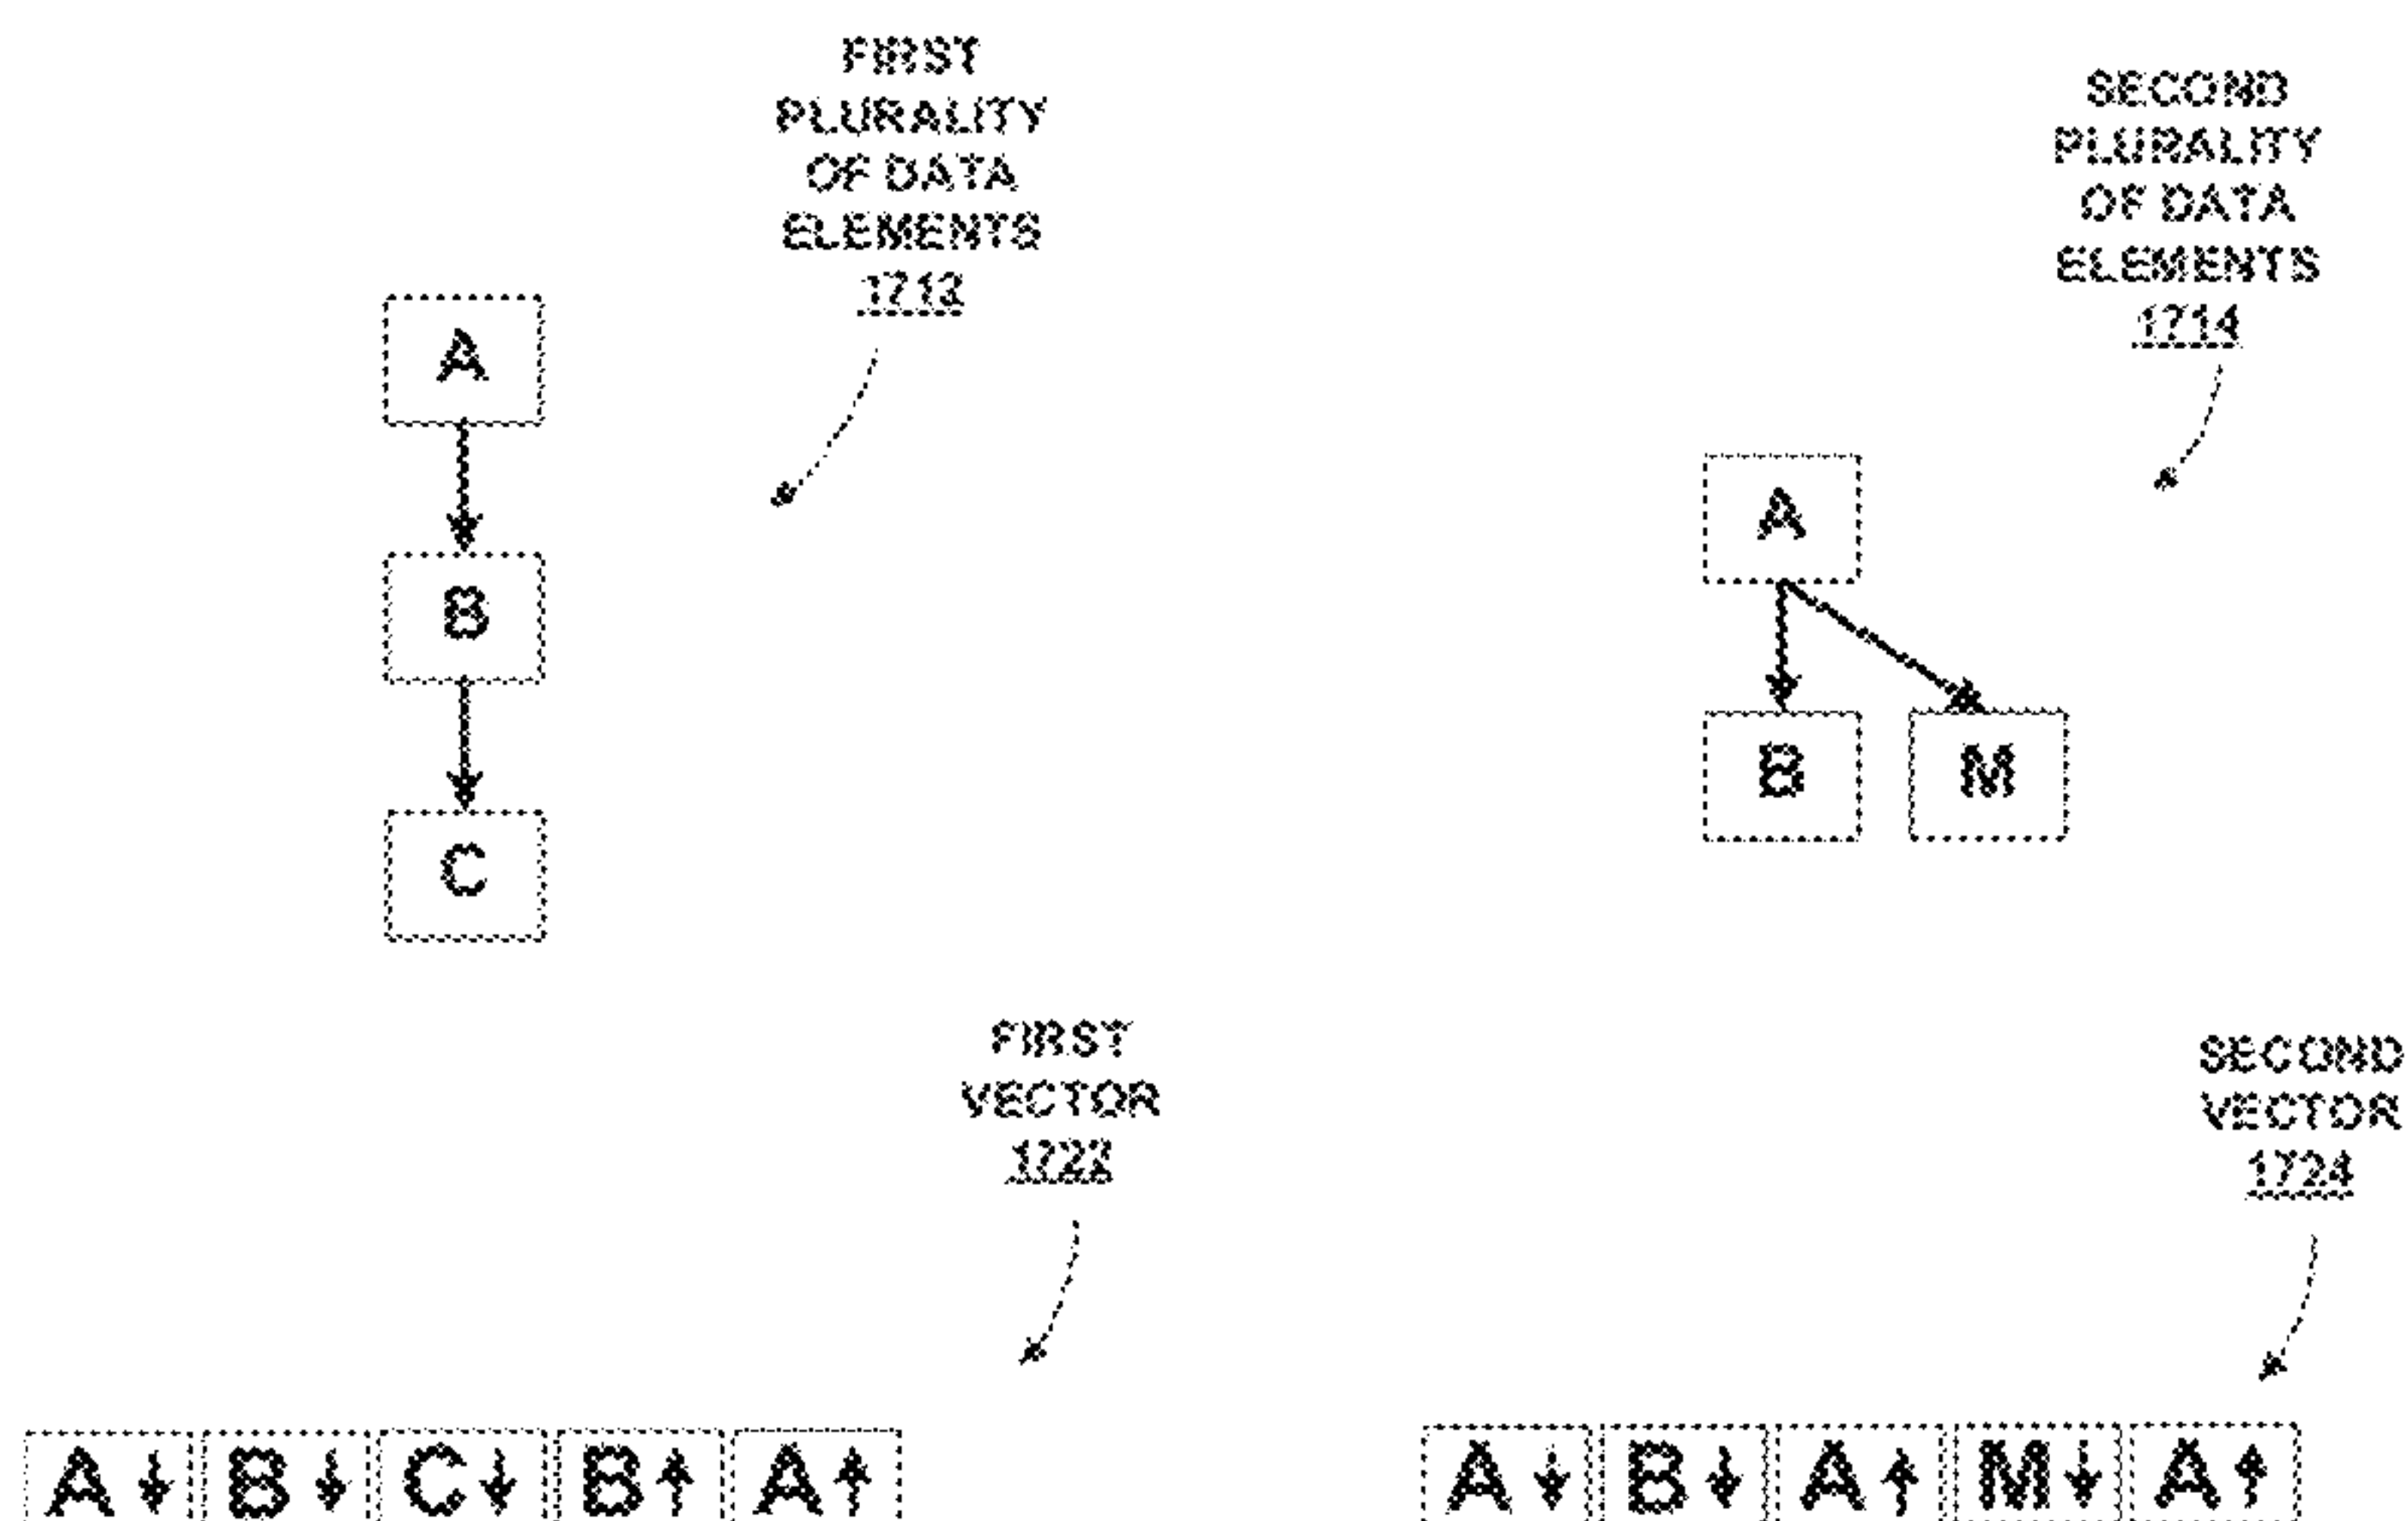 FIRST
PLURALITY
OF DATA
ELEMENTS
1713
SECOND
PLURALITY
OF DATA
ELEMENTS
1714
A
B
C
A
B M
FIRST
VECTOR
SECOND
VECTOR
1724
A↓ B↓ C↓ B↑ A↑
A↓ B↓ A↑ M↓ A↑